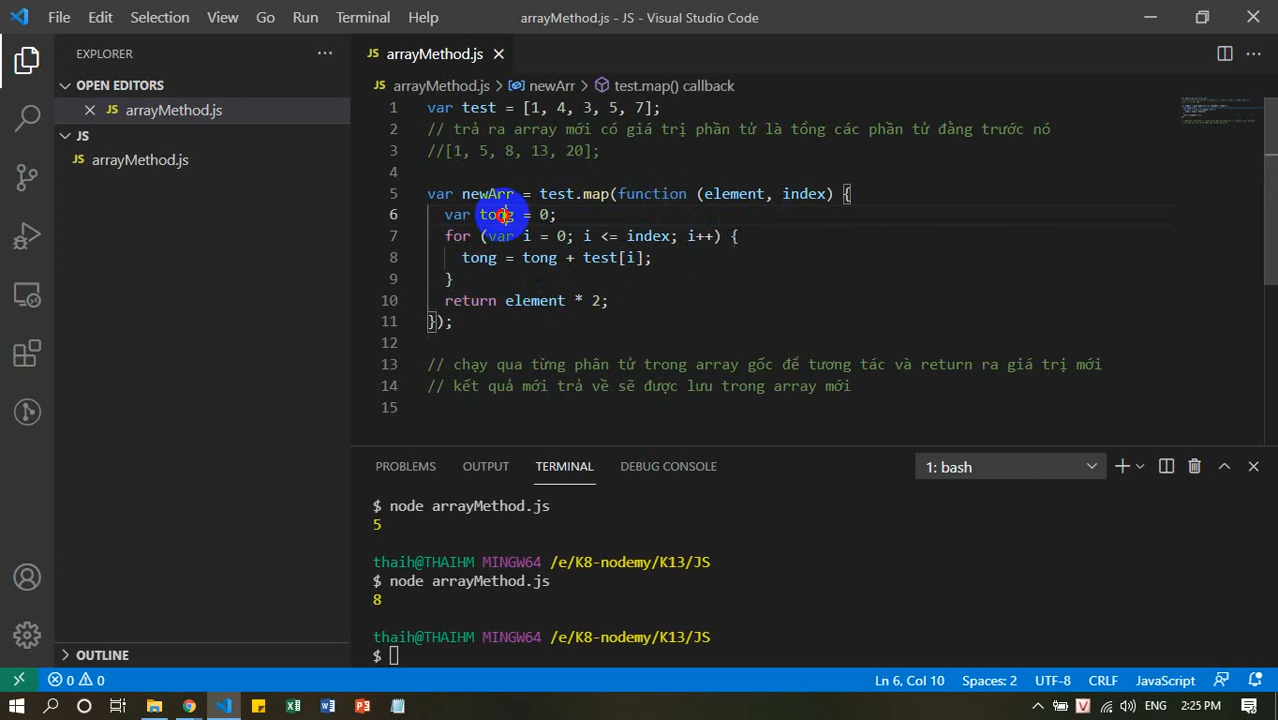 File Edit Selection View Go Run Terminal Help arrayMethod.js - JS - Visual Studio Code
EXPLORER
OPEN EDITORS
JS arrayMethod.js
JS
JS arrayMethod.js
OUTLINE
JS arrayMethod.js
JS arrayMethod.js > newArr > test.map() callback
1 var test = [1, 4, 3, 5, 7];
2 // trả ra array mới có giá trị phần tử là tổng các phần tử đằng trước nó
3 //[1, 5, 8, 13, 20];
4
5 var newArr = test.map(function (element, index) {
6 var tong = 0;
7 for (var i = 0; i <= index; i++) {
8 tong = tong + test[i];
9 }
10 return element * 2;
11 });
12
13 // chạy qua từng phân tử trong array gốc để tương tác và return ra giá trị mới
14 // kết quả mới trả về sẽ được lưu trong array mới
15
PROBLEMS OUTPUT TERMINAL DEBUG CONSOLE 1: bash
$ node arrayMethod.js
5
thaih@THAIHM MINGW64 /e/K8-nodemy/K13/JS
$ node arrayMethod.js
8
thaih@THAIHM MINGW64 /e/K8-nodemy/K13/JS
$
0 0 Ln 6, Col 10 Spaces: 2 UTF-8 CRLF JavaScript
ENG 2:25 PM